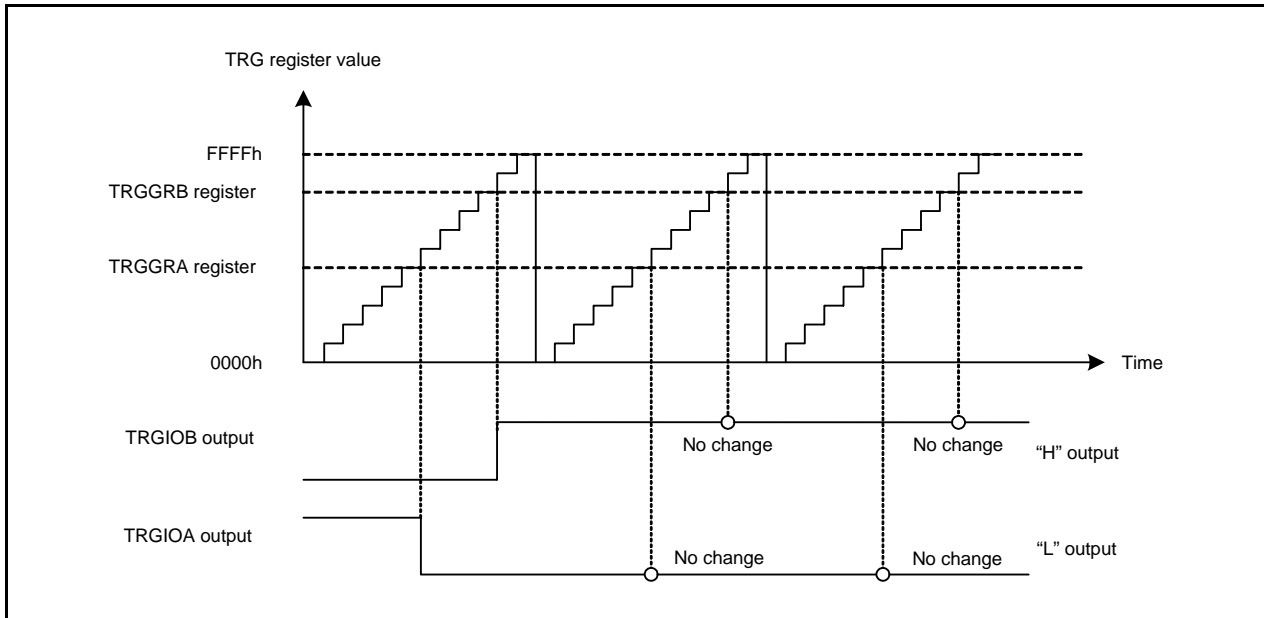 TRG register value
FFFFh
TRGGRB register
TRGGRA register
0000h
Time
TRGIOB output
No change
No change
“H” output
TRGIOA output
No change
No change
“L” output